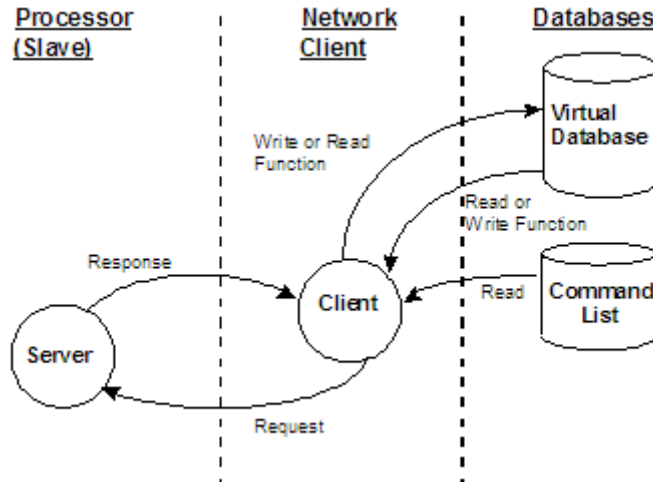 Processor
(Slave)
Network
Client
Databases
Virtual
Database
Write or Read
Function
Read or
Write Function
Response
Client
Read
Command
List
Server
Request